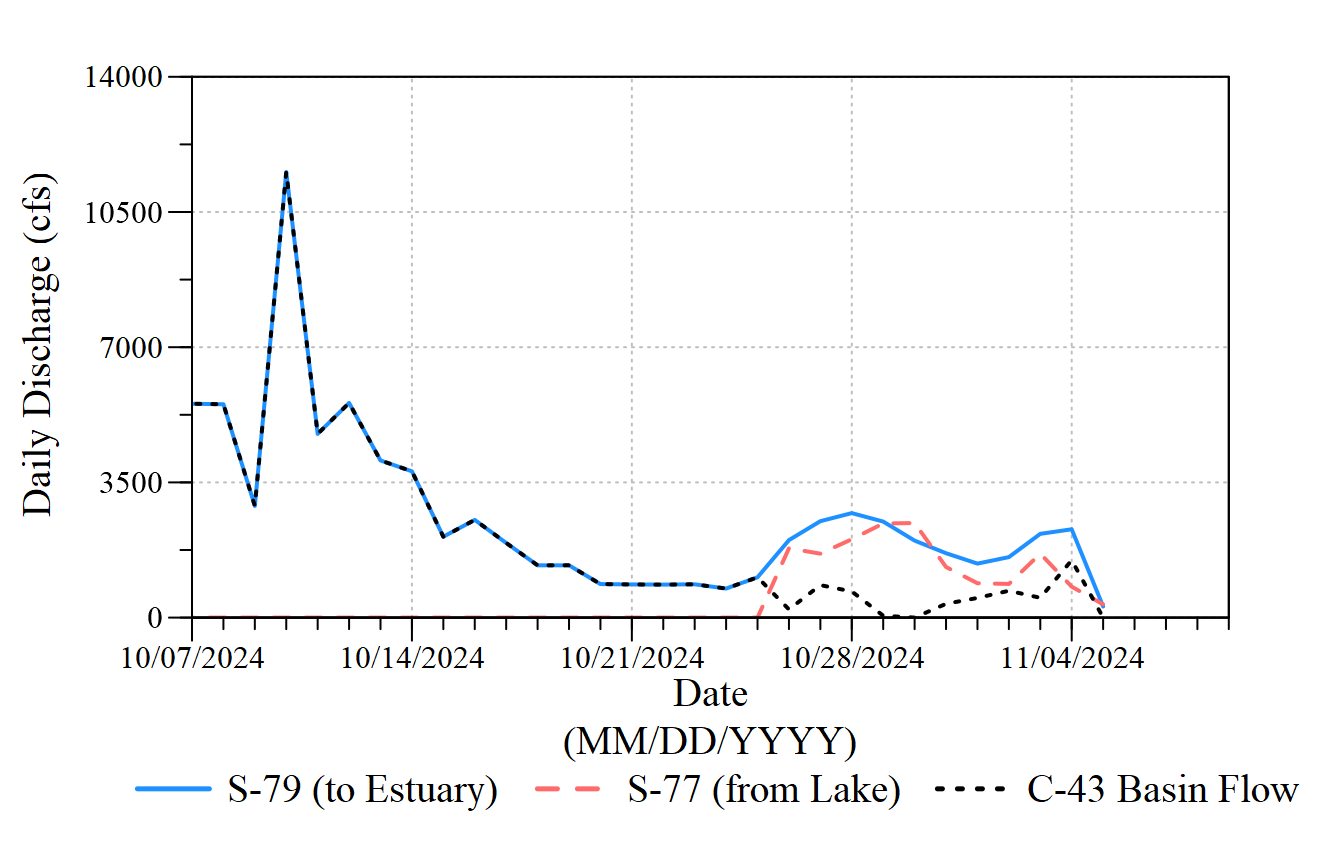 14000
10500
7000
3500
0
Daily Discharge (cfs)
10/07/2024 10/14/2024 10/21/2024 10/28/2024 11/04/2024
Date
(MM/DD/YYYY)
S-79 (to Estuary) S-77 (from Lake) C-43 Basin Flow